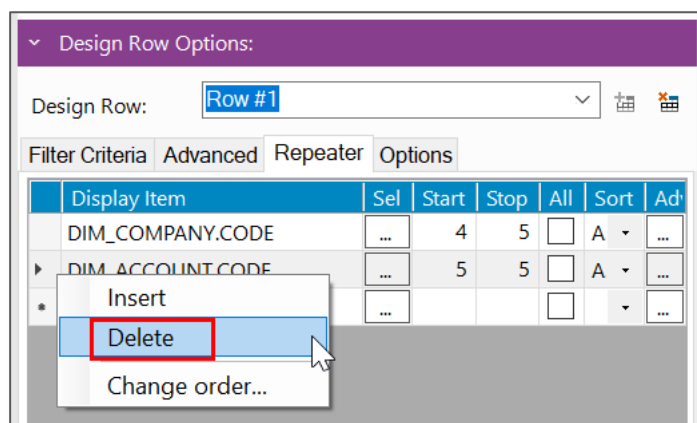 Design Row Options:
Design Row: Row #1
Filter Criteria Advanced Repeater Options
Display Item Sel Start Stop All Sort Adv
DIM_COMPANY.CODE ... 4 5 A ...
DIM_ACCOUNT.CODE ... 5 5 A ...
* ... ...
Insert
Delete
Change order...